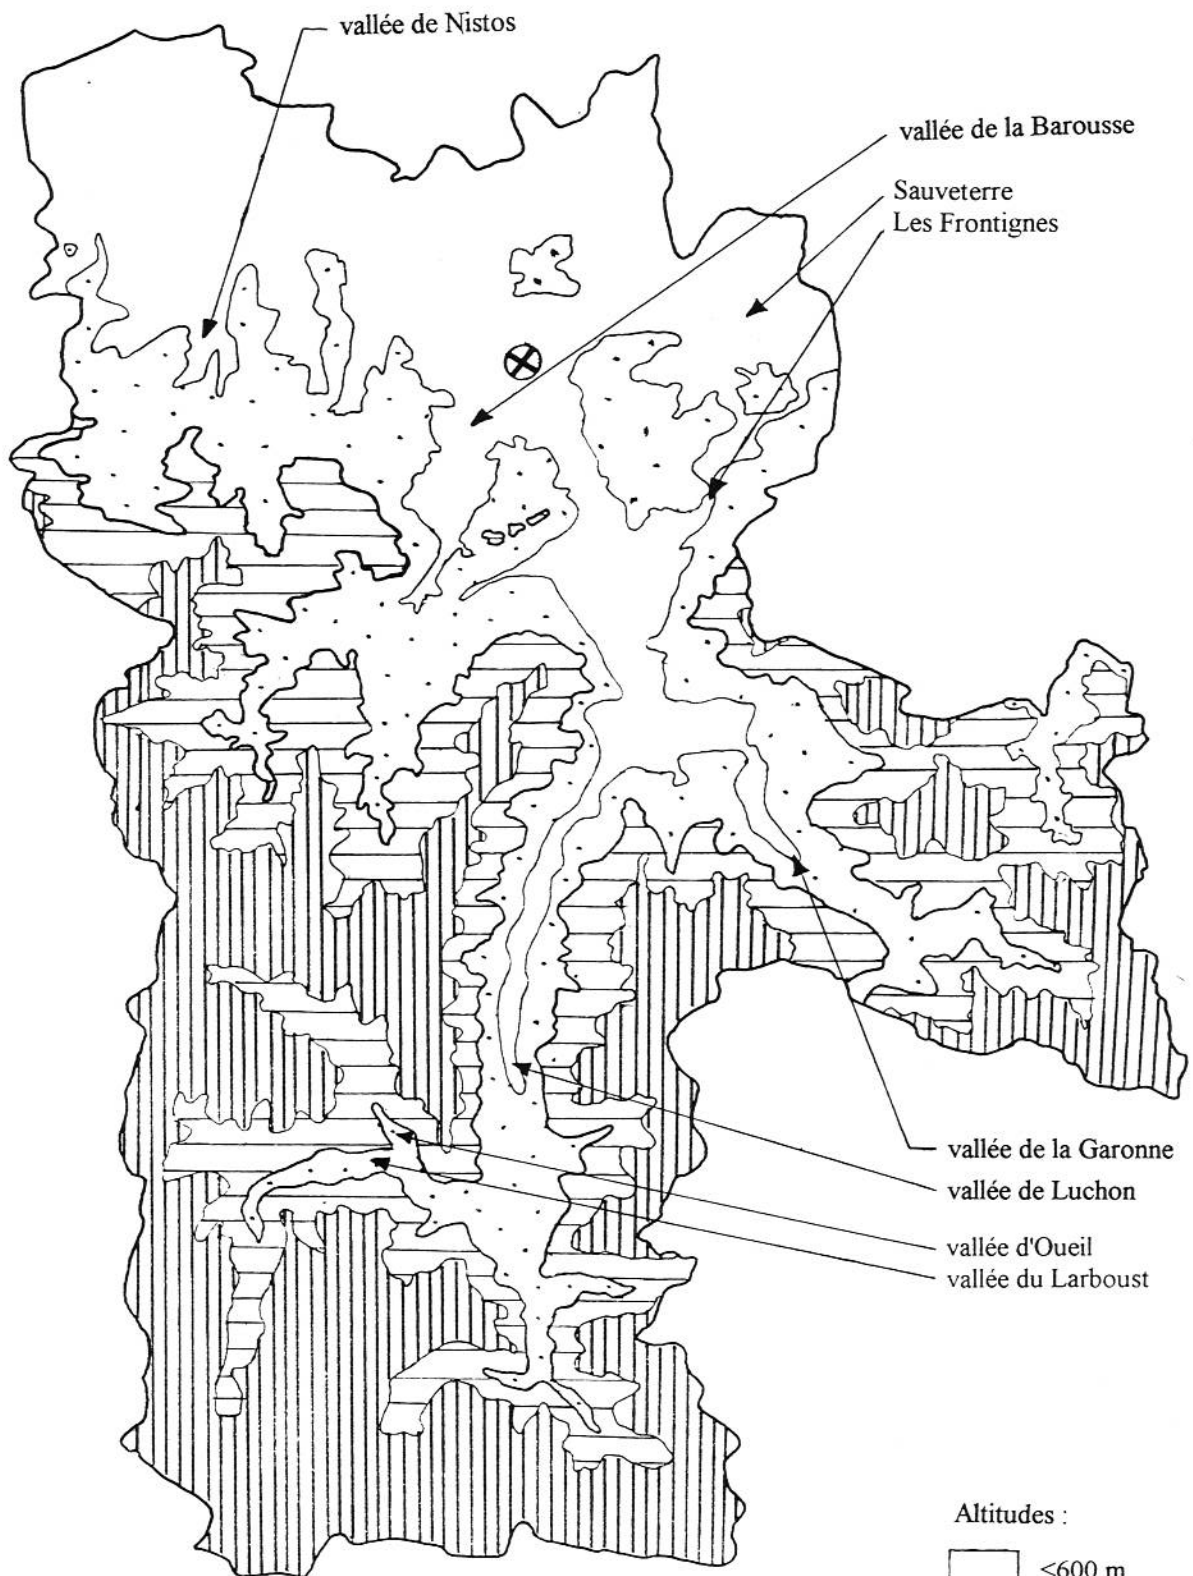 vallée de Nistos
vallée de la Barousse
Sauveterre
Les Frontignes
vallée de la Garonne
vallée de Luchon
vallée d'Oueil
vallée du Larboust
Altitudes :
<600 m